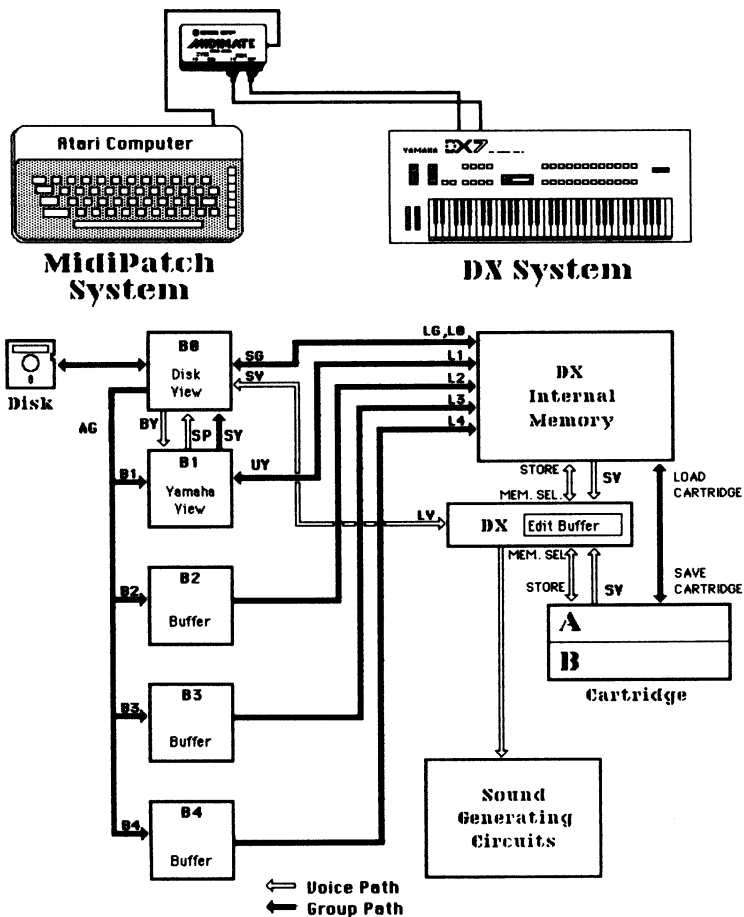 MIDIMATE
Atari Computer
YAMAHA DX7
MidiPatch
System
DX System
Disk
B0
Disk
View
AG
BY
SP
SY
SG
SV
LG,L0
L1
L2
L3
L4
DX
Internal
Memory
B1
B1
Yamaha
View
UY
LV
STORE
MEM. SEL.
SV
LOAD
CARTRIDGE
DX
Edit Buffer
MEM. SEL
STORE
SV
SAVE
CARTRIDGE
A
B
Cartridge
B2
B2
Buffer
B3
B3
Buffer
B4
B4
Buffer
Sound
Generating
Circuits
Voice Path
Group Path